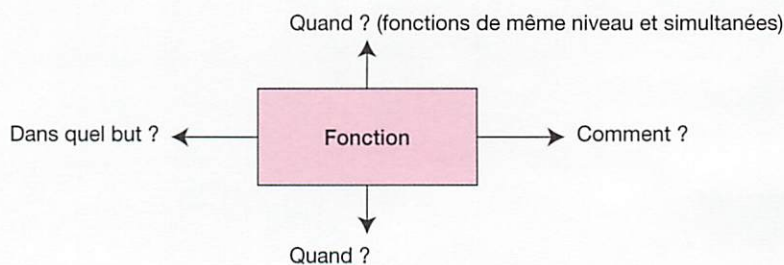 Quand ? (fonctions de même niveau et simultanées)
Dans quel but ?
Fonction
Comment ?
Quand ?